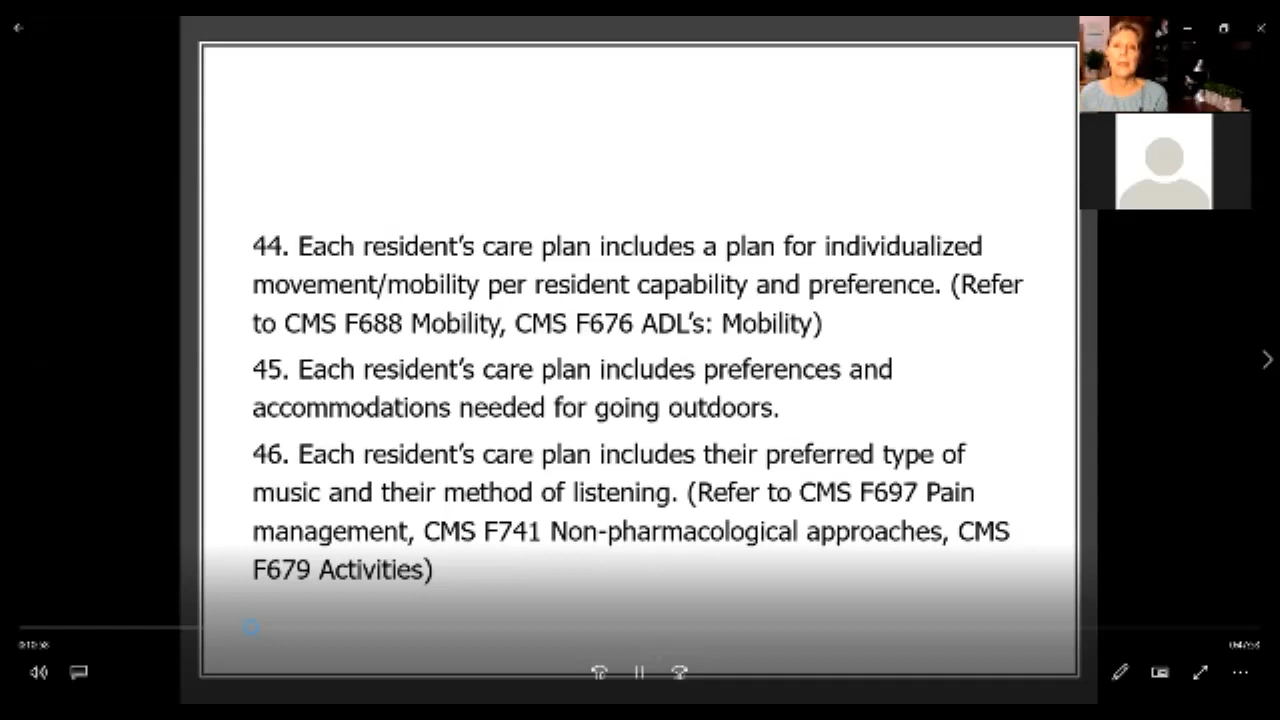 44. Each resident's care plan includes a plan for individualized
movement/mobility per resident capability and preference. (Refer
to CMS F688 Mobility, CMS F676 ADL's: Mobility)
45. Each resident's care plan includes preferences and
accommodations needed for going outdoors.
46. Each resident's care plan includes their preferred type of
music and their method of listening. (Refer to CMS F697 Pain
management, CMS F741 Non-pharmacological approaches, CMS
F679 Activities)